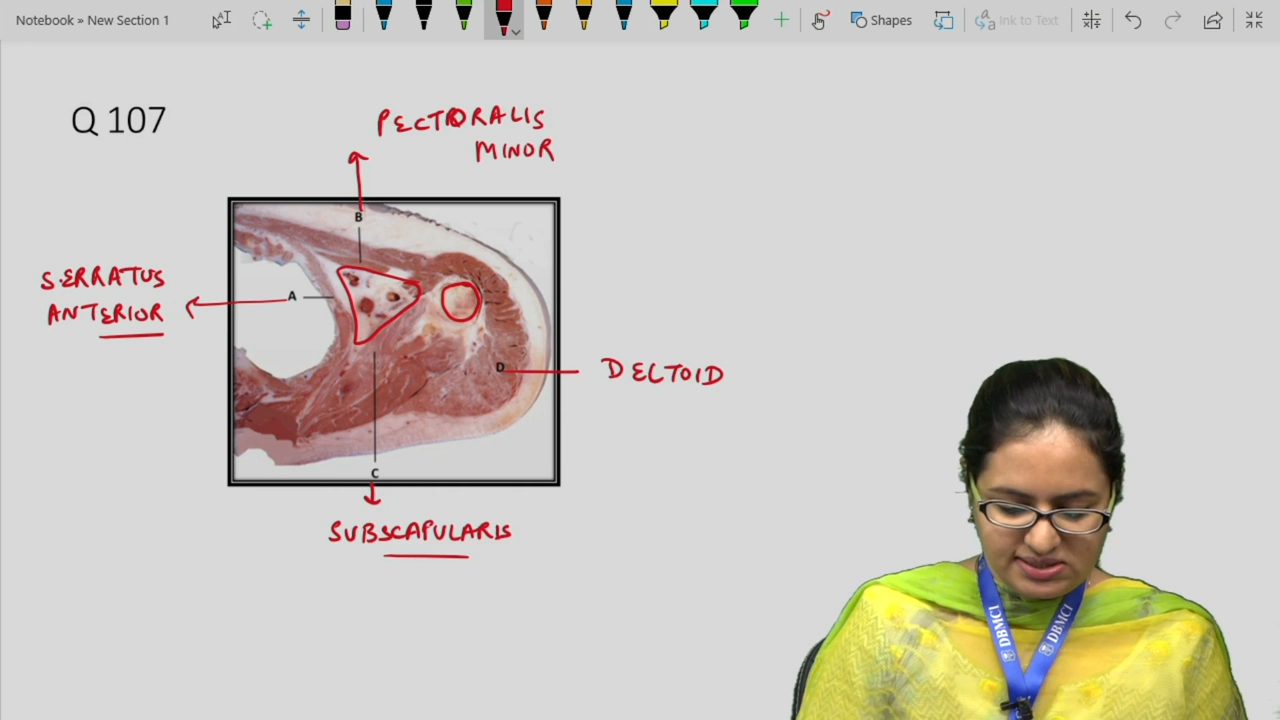 Notebook » New Section 1
Shapes
Ink to Text
Q 107
PECTORALIS
MINOR
B
SERRATUS
ANTERIOR
A
D
DELTOID
C
SUBSCAPULARIS
DBMCI
DBMCI